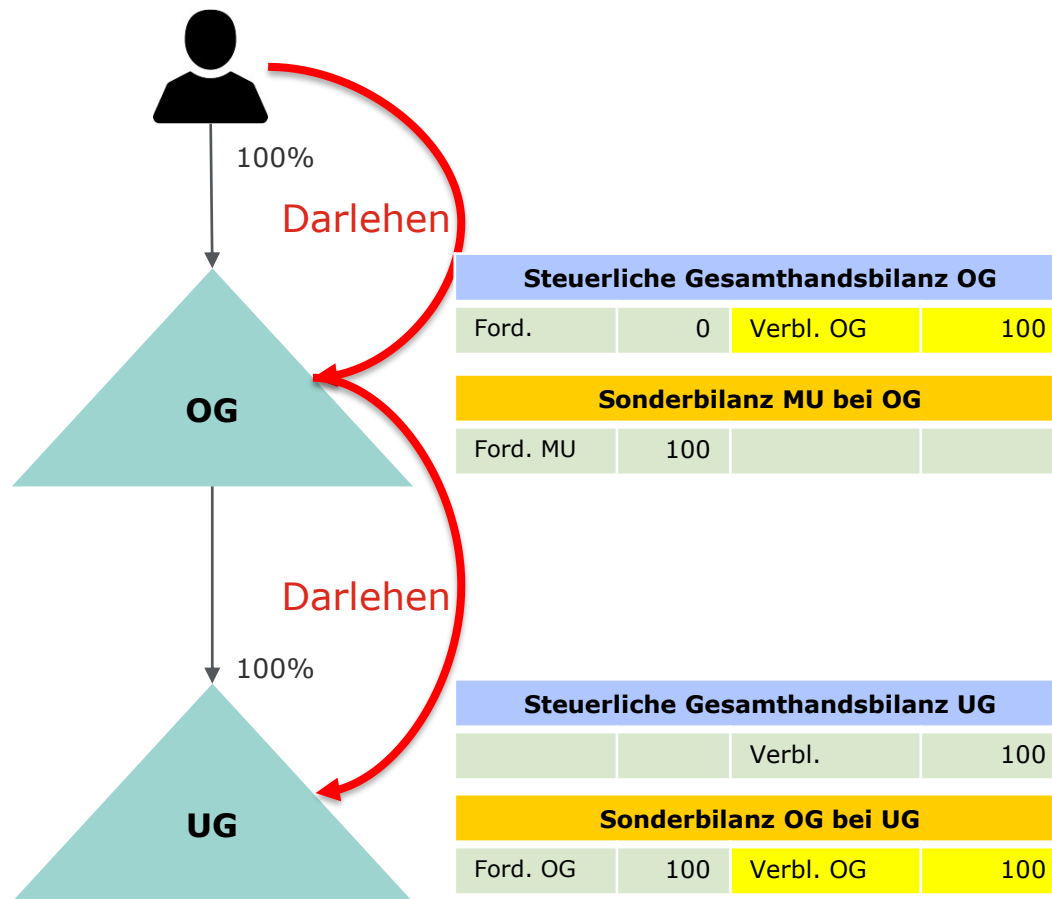 100%
Darlehen
OG
Steuerliche Gesamthandsbilanz OG
Ford. 0 Verbl. OG 100
Sonderbilanz MU bei OG
Ford. MU 100
Darlehen
100%
UG
Steuerliche Gesamthandsbilanz UG
Verbl. 100
Sonderbilanz OG bei UG
Ford. OG 100 Verbl. OG 100